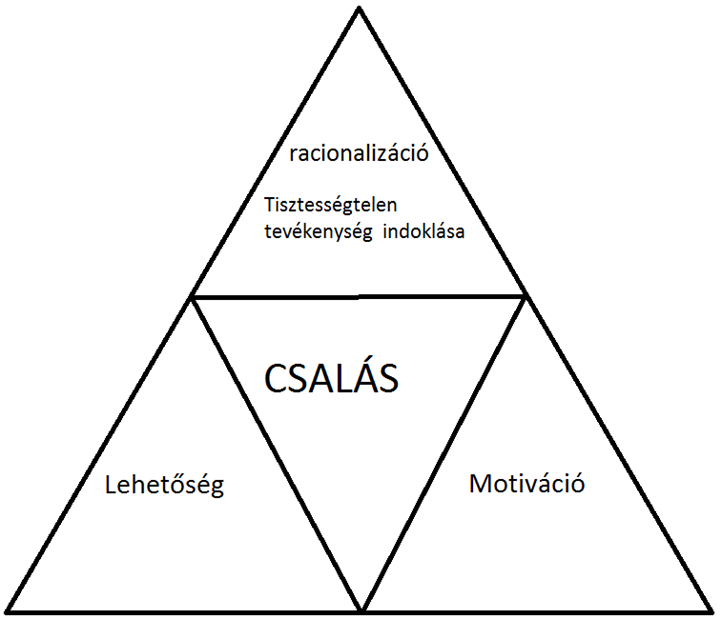 racionalizáció
Tisztességtelen
tevékenység indoklása
CSALÁS
Lehetőség
Motiváció